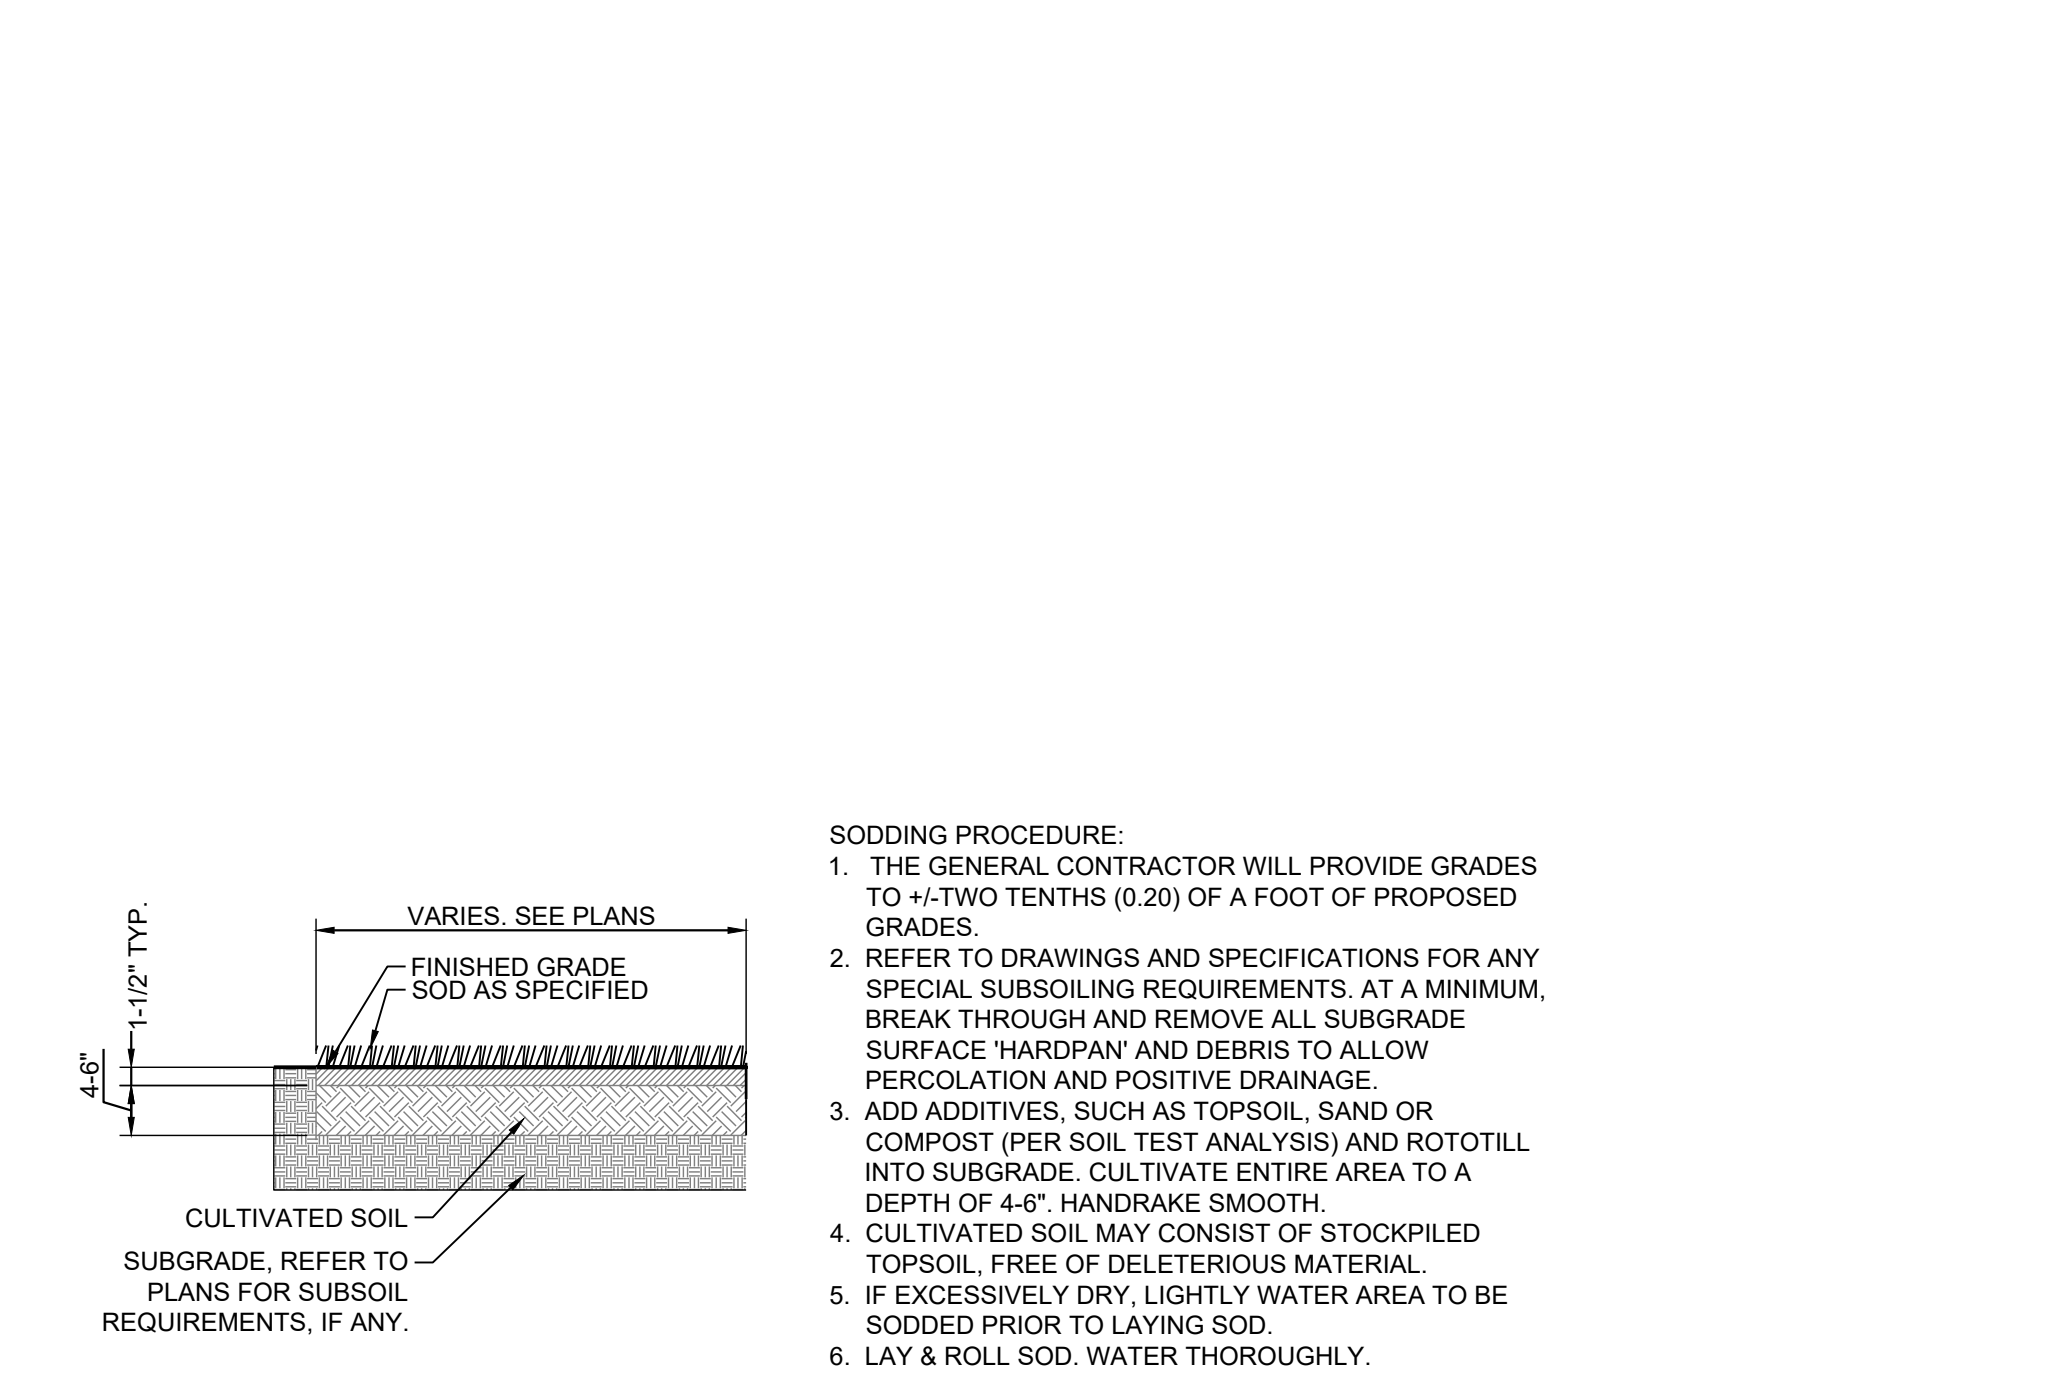 1-1/2" TYP.
4-6"
VARIES. SEE PLANS
FINISHED GRADE
SOD AS SPECIFIED
CULTIVATED SOIL
SUBGRADE, REFER TO
PLANS FOR SUBSOIL
REQUIREMENTS, IF ANY.
SODDING PROCEDURE:
1. THE GENERAL CONTRACTOR WILL PROVIDE GRADES
TO +/-TWO TENTHS (0.20) OF A FOOT OF PROPOSED
GRADES.
2. REFER TO DRAWINGS AND SPECIFICATIONS FOR ANY
SPECIAL SUBSOILING REQUIREMENTS. AT A MINIMUM,
BREAK THROUGH AND REMOVE ALL SUBGRADE
SURFACE 'HARDPAN' AND DEBRIS TO ALLOW
PERCOLATION AND POSITIVE DRAINAGE.
3. ADD ADDITIVES, SUCH AS TOPSOIL, SAND OR
COMPOST (PER SOIL TEST ANALYSIS) AND ROTOTILL
INTO SUBGRADE. CULTIVATE ENTIRE AREA TO A
DEPTH OF 4-6". HANDRAKE SMOOTH.
4. CULTIVATED SOIL MAY CONSIST OF STOCKPILED
TOPSOIL, FREE OF DELETERIOUS MATERIAL.
5. IF EXCESSIVELY DRY, LIGHTLY WATER AREA TO BE
SODDED PRIOR TO LAYING SOD.
6. LAY & ROLL SOD. WATER THOROUGHLY.